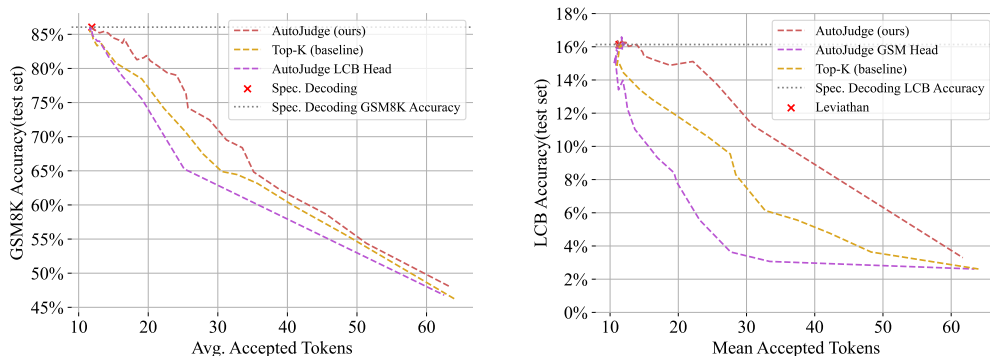 85%
80%
75%
70%
65%
60%
55%
50%
45%
GSM8K Accuracy(test set)
AutoJudge (ours)
Top-K (baseline)
AutoJudge LCB Head
Spec. Decoding
Spec. Decoding GSM8K Accuracy
10 20 30 40 50 60
Avg. Accepted Tokens
18%
16%
14%
12%
10%
8%
6%
4%
2%
0%
LCB Accuracy(test set)
AutoJudge (ours)
AutoJudge GSM Head
Top-K (baseline)
Spec. Decoding LCB Accuracy
Leviathan
10 20 30 40 50 60
Mean Accepted Tokens